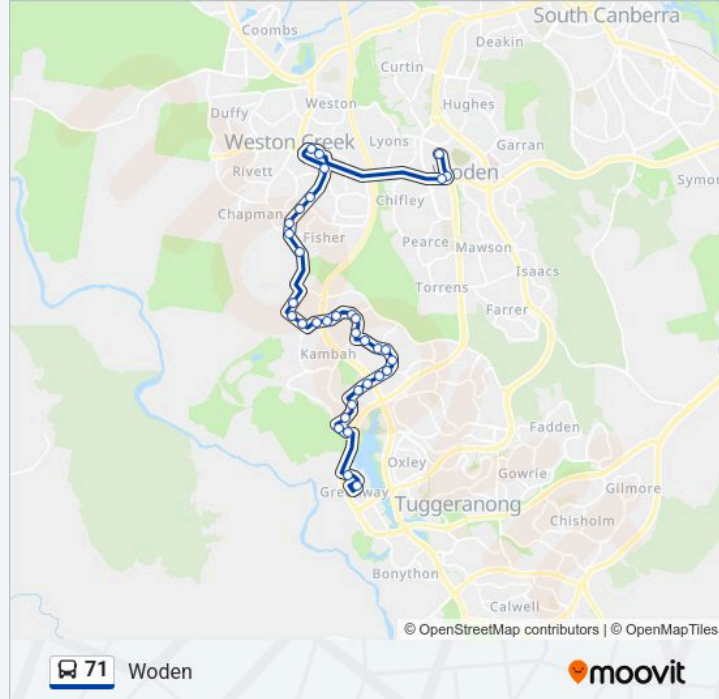 South Canberra
Coombs
Deakin
Curtin
Weston
Hughes
Duffy
Weston Creek
Lyons
Garran
Rivett
oden
Symon
Chapman
Chifley
Fisher
Pearce
Mawson
Isaacs
Torrens
Farrer
Kambah
Fadden
Oxley
Gowrie
Gilmore
Gre way
Tuggeranong
Chisholm
Bonython
Calwell
© OpenStreetMap contributors | © OpenMapTiles
71 Woden
moovit